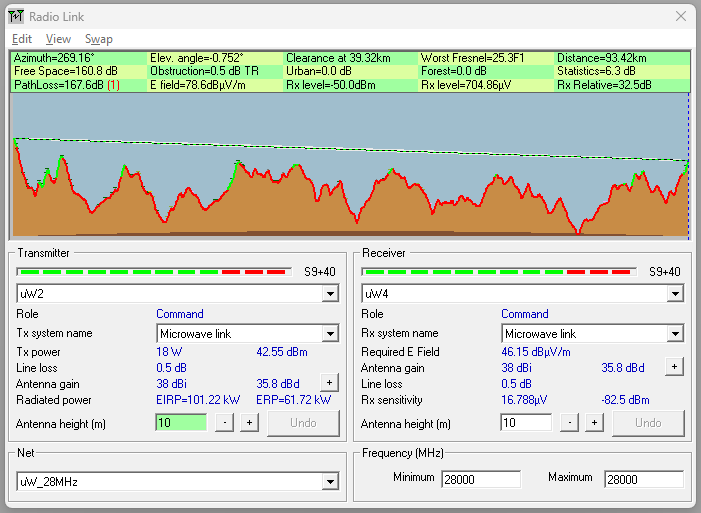 Radio Link
Edit View Swap
Azimuth=269.16° Elev. angle=-0.752° Clearance at 39.32km Worst Fresnel=25.3F1 Distance=93.42km
Free Space=160.8 dB Obstruction=0.5 dB TR Urban=0.0 dB Forest=0.0 dB Statistics=6.3 dB
PathLoss=167.6dB (1) E field=78.6dBµV/m Rx level=-50.0dBm Rx level=704.86µV Rx Relative=32.5dB
Transmitter Receiver
S9+40 S9+40
uW2 uW4
Role Command Role Command
Tx system name Microwave link Rx system name Microwave link
Tx power 18 W 42.55 dBm Required E Field 46.15 dBµV/m
Line loss 0.5 dB Antenna gain 38 dBi 35.8 dBd +
Antenna gain 38 dBi 35.8 dBd + Line loss 0.5 dB
Radiated power EIRP=101.22 kW ERP=61.72 kW Rx sensitivity 16.788µV -82.5 dBm
Antenna height (m) 10 - + Undo Antenna height (m) 10 - + Undo
Net Frequency (MHz)
uW_28MHz Minimum 28000 Maximum 28000